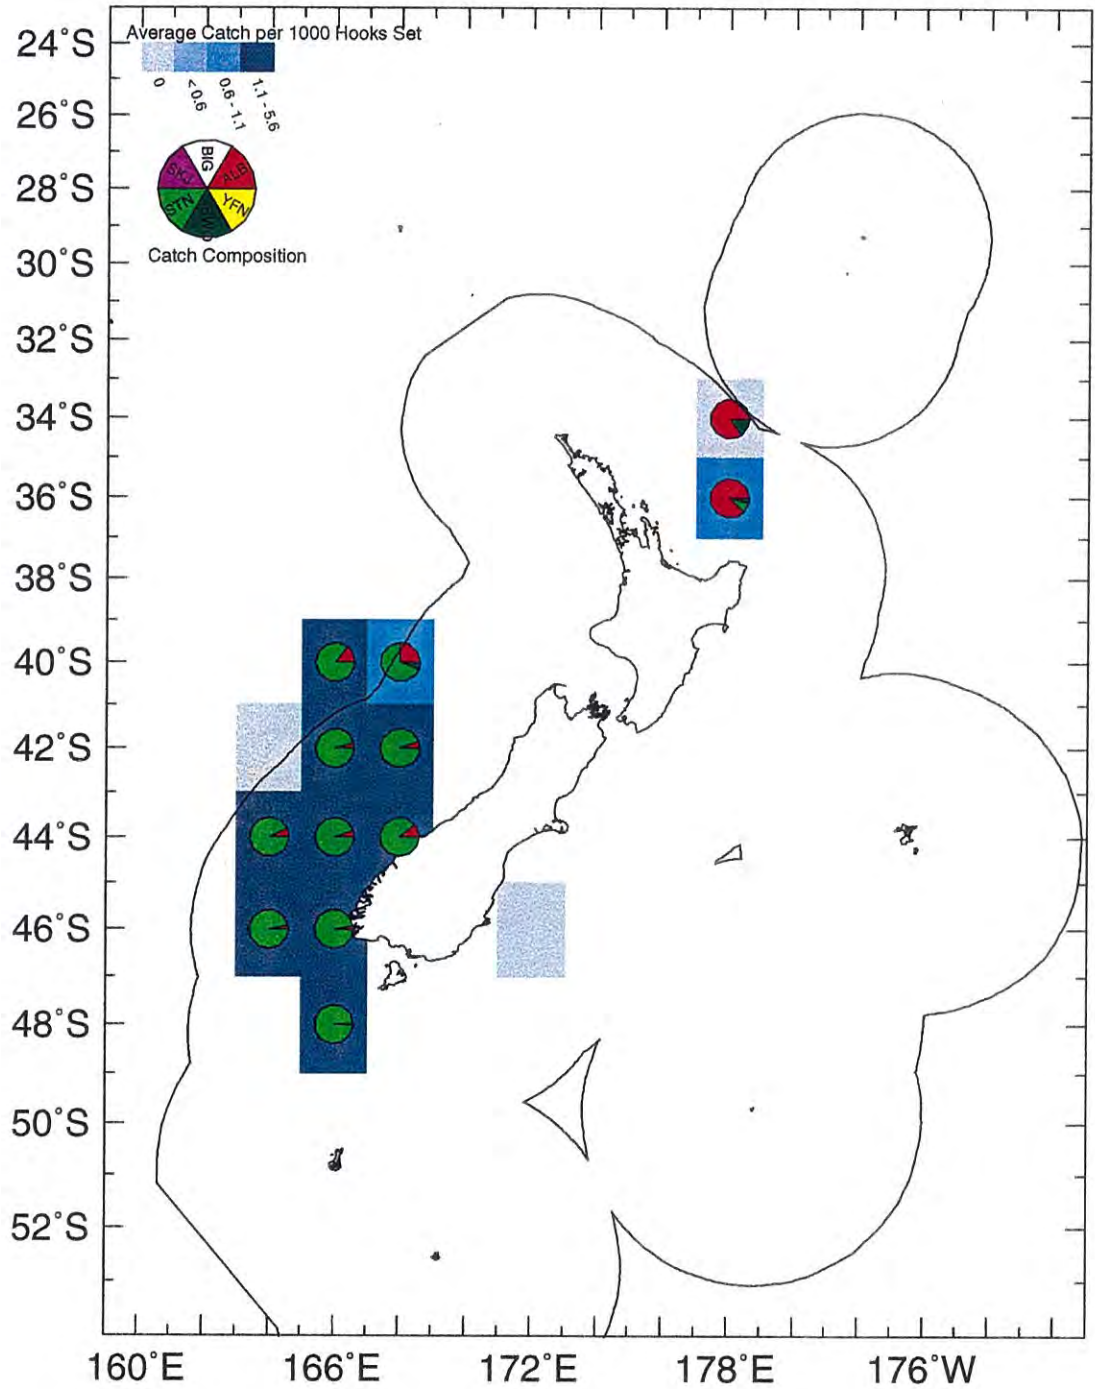 Average Catch per 1000 Hooks Set
0
< 0.6
0.6 - 1.1
1.1 - 5.6
BIG
ALB
YFN
STN
SKJ
Catch Composition
24°S
26°S
28°S
30°S
32°S
34°S
36°S
38°S
40°S
42°S
44°S
46°S
48°S
50°S
52°S
160°E
166°E
172°E
178°E
176°W